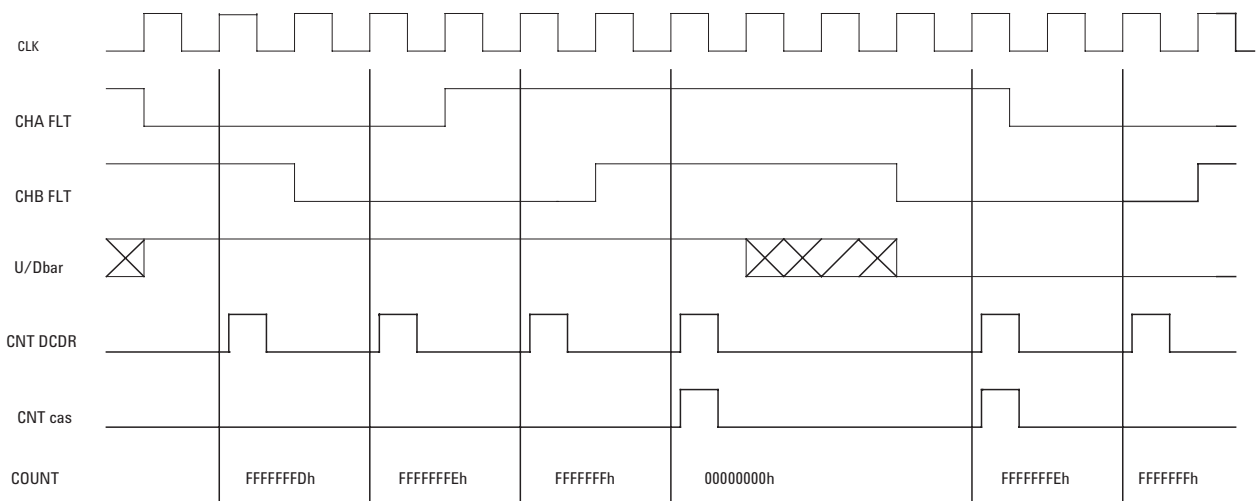 CLK
CHA FLT
CHB FLT
U/Dbar
CNT DCDR
CNT cas
COUNT FFFFFFFDh FFFFFFFEh FFFFFFFh 00000000h FFFFFFFEh FFFFFFFh